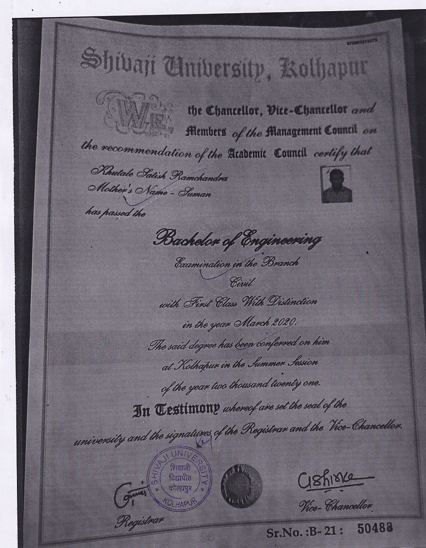 Shivaji University, Kolhapur
We, the Chancellor, Vice-Chancellor and
Members of the Management Council on
the recommendation of the Academic Council certify that
Khutale Satish Ramchandra
Mother's Name - Suman
has passed the
Bachelor of Engineering
Examination in the Branch
Civil
with First Class With Distinction
in the year March 2020.
The said degree has been conferred on him
at Kolhapur in the Summer Session
of the year two thousand twenty one.
In Testimony whereof are set the seal of the
university and the signatures of the Registrar and the Vice-Chancellor.
SHIVAJI UNIVERSITY
शिवाजी
विद्यापीठ
कोल्हापूर
KOLHAPUR
Registrar
Vice-Chancellor
Sr.No. :B- 21: 50483